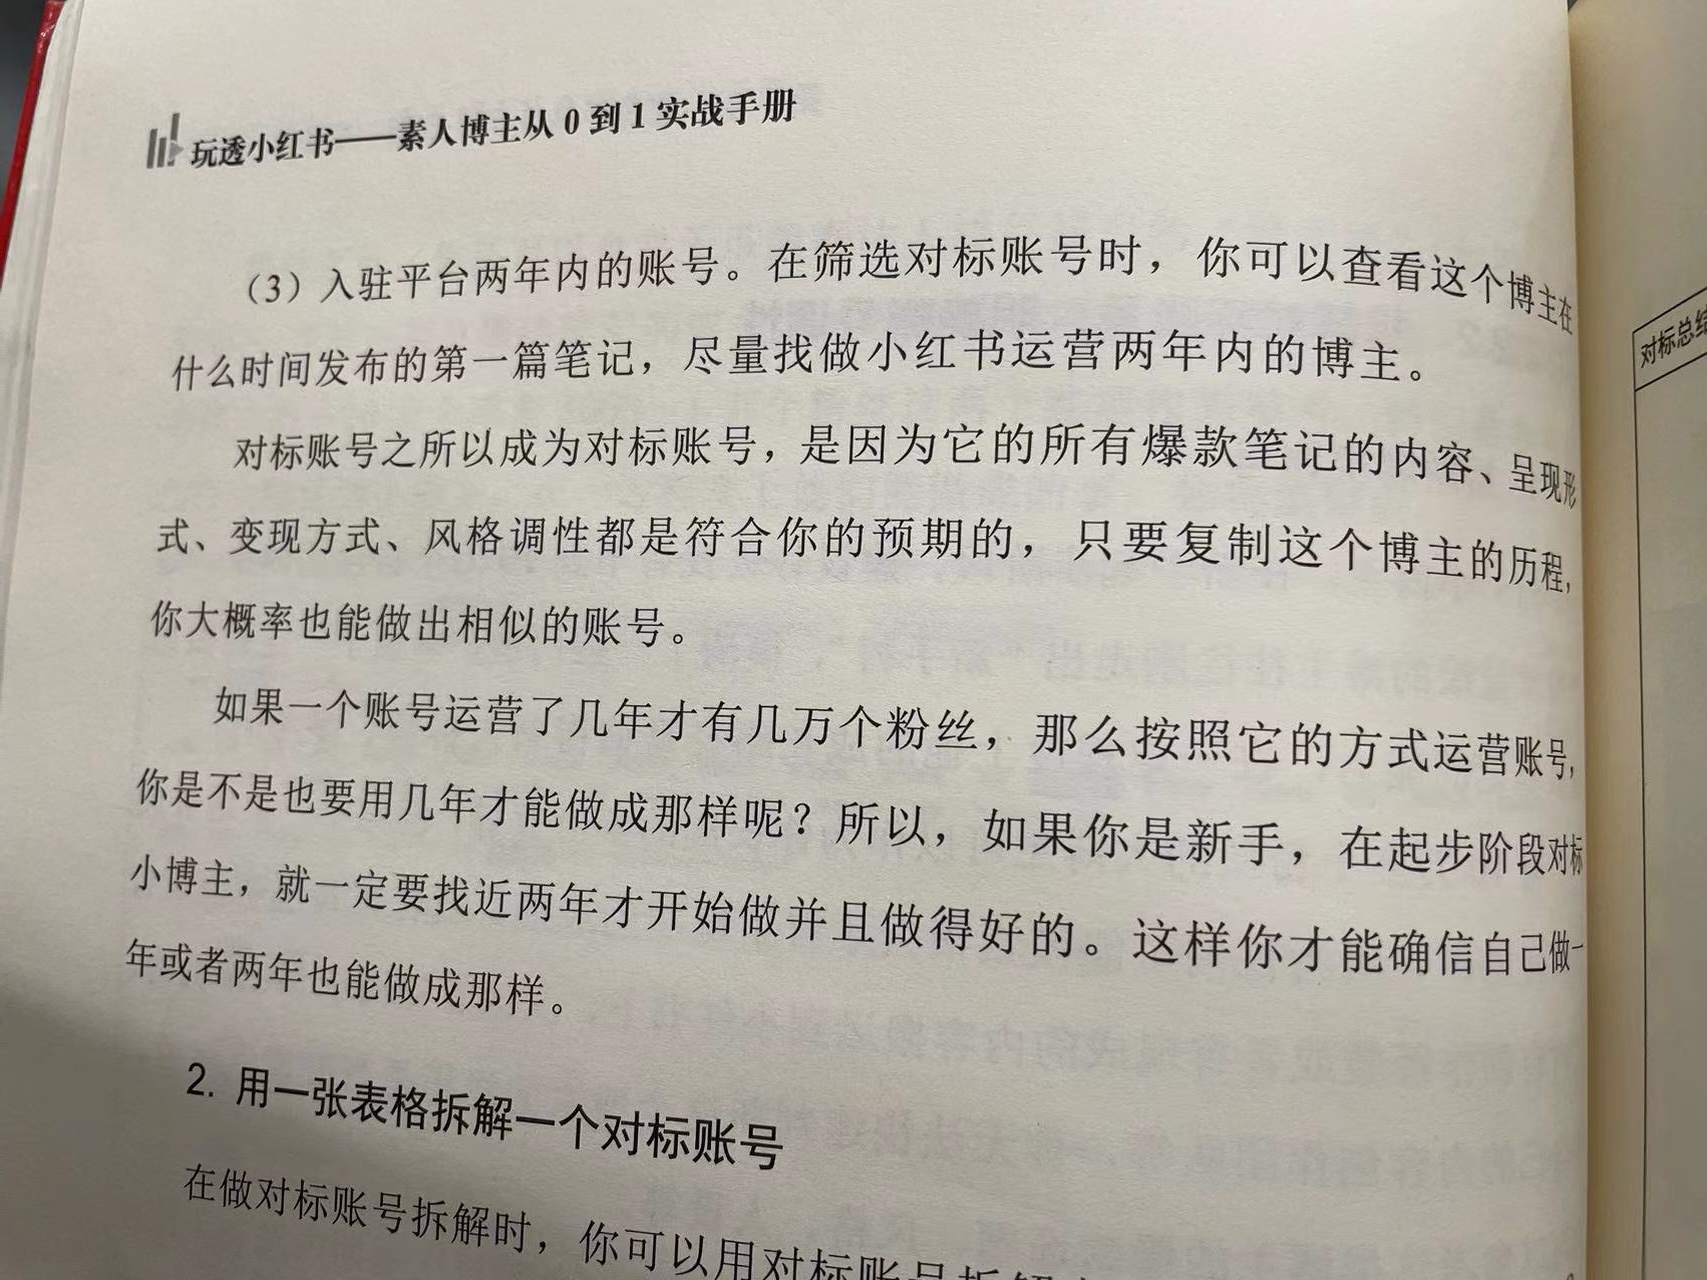 玩透小红书——素人博主从0到1实战手册
（3）入驻平台两年内的账号。在筛选对标账号时，你可以查看这个博主在
什么时间发布的第一篇笔记，尽量找做小红书运营两年内的博主。
对标账号之所以成为对标账号，是因为它的所有爆款笔记的内容、呈现形
式、变现方式、风格调性都是符合你的预期的，只要复制这个博主的历程，
你大概率也能做出相似的账号。
如果一个账号运营了几年才有几万个粉丝，那么按照它的方式运营账号，
你是不是也要用几年才能做成那样呢？所以，如果你是新手，在起步阶段对标
小博主，就一定要找近两年才开始做并且做得好的。这样你才能确信自己做一
年或者两年也能做成那样。
2. 用一张表格拆解一个对标账号
在做对标账号拆解时，你可以用对标账号拆解
对标总结